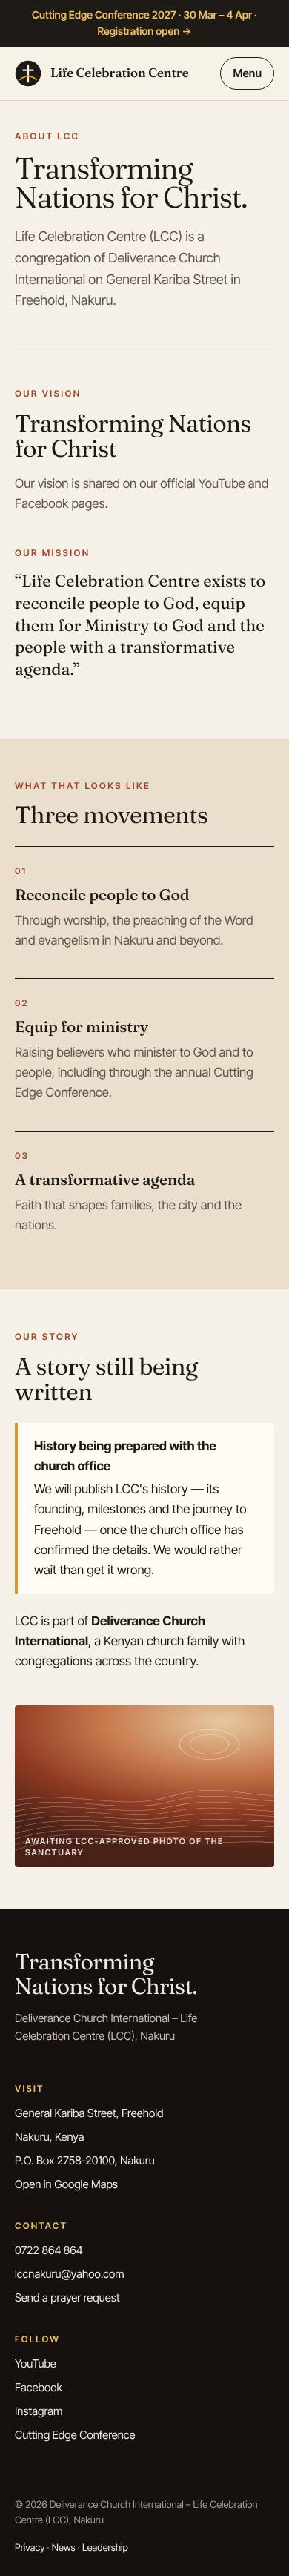 Cutting Edge Conference 2027 · 30 Mar – 4 Apr ·
Registration open →
Life Celebration Centre
Menu
ABOUT LCC
Transforming
Nations for Christ.
Life Celebration Centre (LCC) is a
congregation of Deliverance Church
International on General Kariba Street in
Freehold, Nakuru.
OUR VISION
Transforming Nations
for Christ
Our vision is shared on our official YouTube and
Facebook pages.
OUR MISSION
“Life Celebration Centre exists to
reconcile people to God, equip
them for Ministry to God and the
people with a transformative
agenda.”
WHAT THAT LOOKS LIKE
Three movements
01
Reconcile people to God
Through worship, the preaching of the Word
and evangelism in Nakuru and beyond.
02
Equip for ministry
Raising believers who minister to God and to
people, including through the annual Cutting
Edge Conference.
03
A transformative agenda
Faith that shapes families, the city and the
nations.
OUR STORY
A story still being
written
History being prepared with the
church office
We will publish LCC's history — its
founding, milestones and the journey to
Freehold — once the church office has
confirmed the details. We would rather
wait than get it wrong.
LCC is part of Deliverance Church
International, a Kenyan church family with
congregations across the country.
AWAITING LCC-APPROVED PHOTO OF THE
SANCTUARY
Transforming
Nations for Christ.
Deliverance Church International – Life
Celebration Centre (LCC), Nakuru
VISIT
General Kariba Street, Freehold
Nakuru, Kenya
P.O. Box 2758-20100, Nakuru
Open in Google Maps
CONTACT
0722 864 864
lccnakuru@yahoo.com
Send a prayer request
FOLLOW
YouTube
Facebook
Instagram
Cutting Edge Conference
© 2026 Deliverance Church International – Life Celebration
Centre (LCC), Nakuru
Privacy · News · Leadership